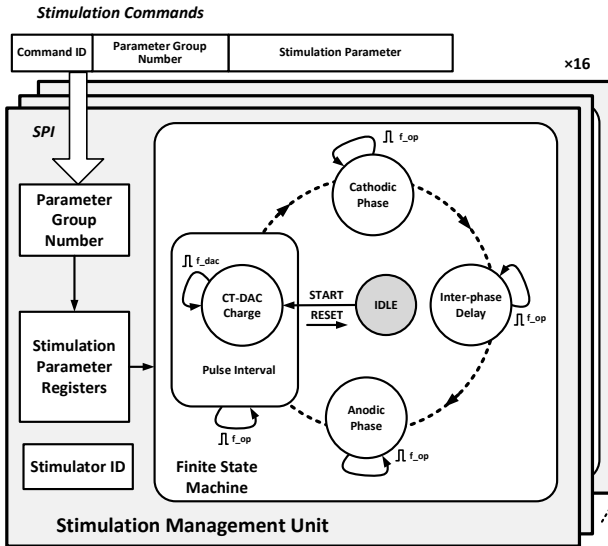 Stimulation Commands
Command ID
Parameter Group
Number
Stimulation Parameter
×16
SPI
Parameter
Group
Number
Stimulation
Parameter
Registers
Stimulator ID
f_op
Cathodic
Phase
f_dac
CT-DAC
Charge
Pulse Interval
f_op
START
RESET
IDLE
Inter-phase
Delay
f_op
Anodic
Phase
f_op
Finite State
Machine
Stimulation Management Unit